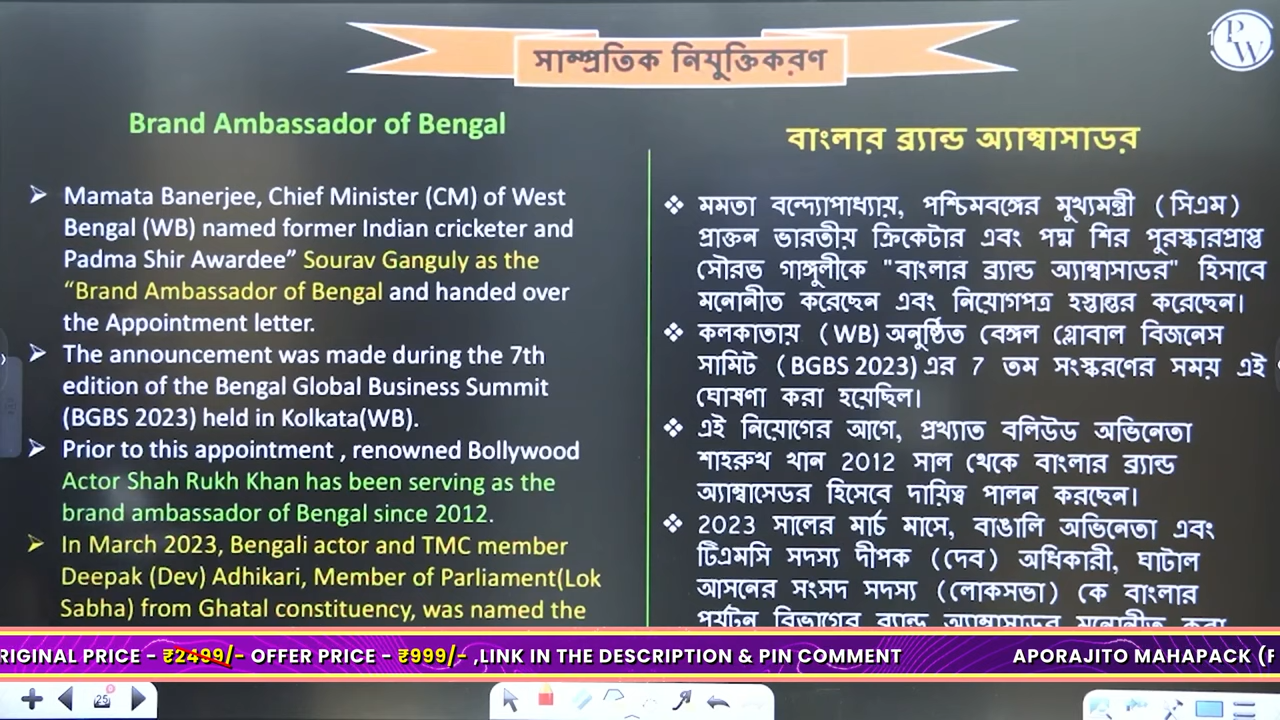 সাম্প্রতিক নিযুক্তিকরণ
PW
Brand Ambassador of Bengal
Mamata Banerjee, Chief Minister (CM) of West
Bengal (WB) named former Indian cricketer and
Padma Shir Awardee” Sourav Ganguly as the
“Brand Ambassador of Bengal and handed over
the Appointment letter.
The announcement was made during the 7th
edition of the Bengal Global Business Summit
(BGBS 2023) held in Kolkata(WB).
Prior to this appointment , renowned Bollywood
Actor Shah Rukh Khan has been serving as the
brand ambassador of Bengal since 2012.
In March 2023, Bengali actor and TMC member
Deepak (Dev) Adhikari, Member of Parliament(Lok
Sabha) from Ghatal constituency, was named the
বাংলার ব্র্যান্ড অ্যাম্বাসাডর
মমতা বন্দ্যোপাধ্যায়, পশ্চিমবঙ্গের মুখ্যমন্ত্রী (সিএম)
প্রাক্তন ভারতীয় ক্রিকেটার এবং পদ্ম শির পুরস্কারপ্রাপ্ত
সৌরভ গাঙ্গুলীকে "বাংলার ব্র্যান্ড অ্যাম্বাসাডর" হিসাবে
মনোনীত করেছেন এবং নিয়োগপত্র হস্তান্তর করেছেন।
কলকাতায় (WB) অনুষ্ঠিত বেঙ্গল গ্লোবাল বিজনেস
সামিট (BGBS 2023) এর 7 তম সংস্করণের সময় এই
ঘোষণা করা হয়েছিল।
এই নিয়োগের আগে, প্রখ্যাত বলিউড অভিনেতা
শাহরুখ খান 2012 সাল থেকে বাংলার ব্র্যান্ড
অ্যাম্বাসেডর হিসেবে দায়িত্ব পালন করছেন।
2023 সালের মার্চ মাসে, বাঙালি অভিনেতা এবং
টিএমসি সদস্য দীপক (দেব) অধিকারী, ঘাটাল
আসনের সংসদ সদস্য (লোকসভা) কে বাংলার
পর্যটন বিভাগের ব্র্যান্ড অ্যাম্বাসাডর মনোনীত করা
RIGINAL PRICE - ₹2499/- OFFER PRICE - ₹999/- ,LINK IN THE DESCRIPTION & PIN COMMENT APORAJITO MAHAPACK (
25